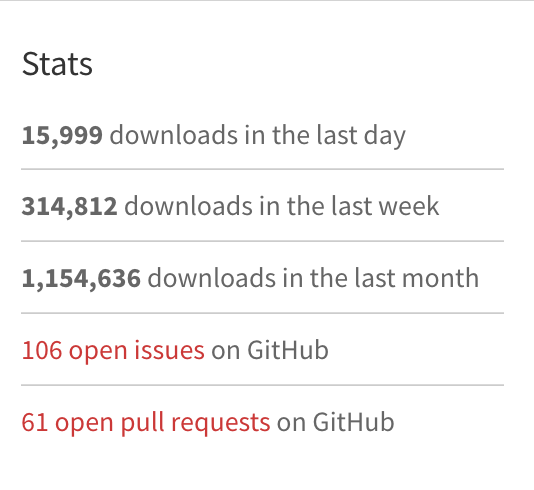 Stats
15,999 downloads in the last day
314,812 downloads in the last week
1,154,636 downloads in the last month
106 open issues on GitHub
61 open pull requests on GitHub